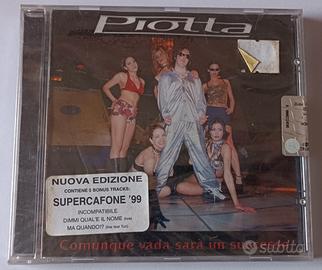 Piotta
subito
NUOVA EDIZIONE
CONTIENE 5 BONUS TRACKS:
SUPERCAFONE '99
INCOMPATIBILE
DIMMI QUAL'E IL NOME
MA QUANDO!?
Comunque vada sarà un
subito